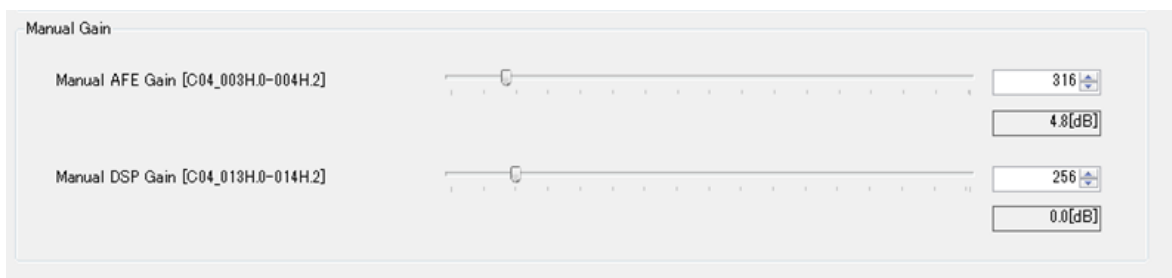 Manual Gain
Manual AFE Gain [C04_003H.0-004H.2]
316
4.8[dB]
Manual DSP Gain [C04_013H.0-014H.2]
256
0.0[dB]